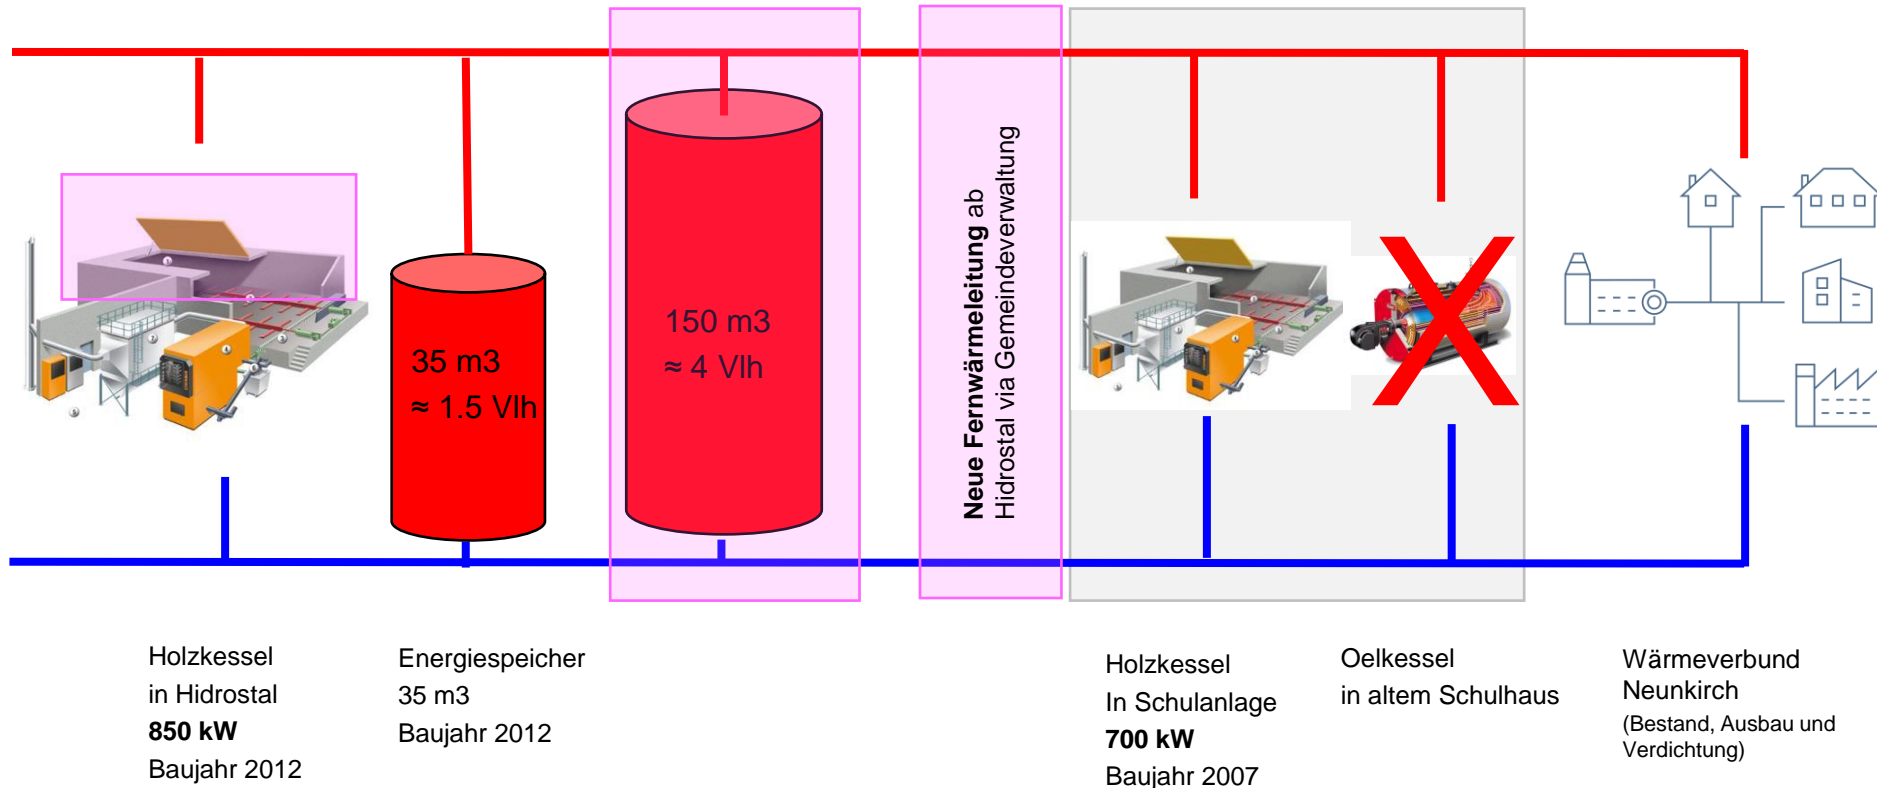 35 m3
≈ 1.5 Vlh
150 m3
≈ 4 Vlh
Neue Fernwärmeleitung ab
Hidrostal via Gemeindeverwaltung
Holzkessel
in Hidrostal
850 kW
Baujahr 2012
Energiespeicher
35 m3
Baujahr 2012
Holzkessel
In Schulanlage
700 kW
Baujahr 2007
Oelkessel
in altem Schulhaus
Wärmeverbund
Neunkirch
(Bestand, Ausbau und
Verdichtung)